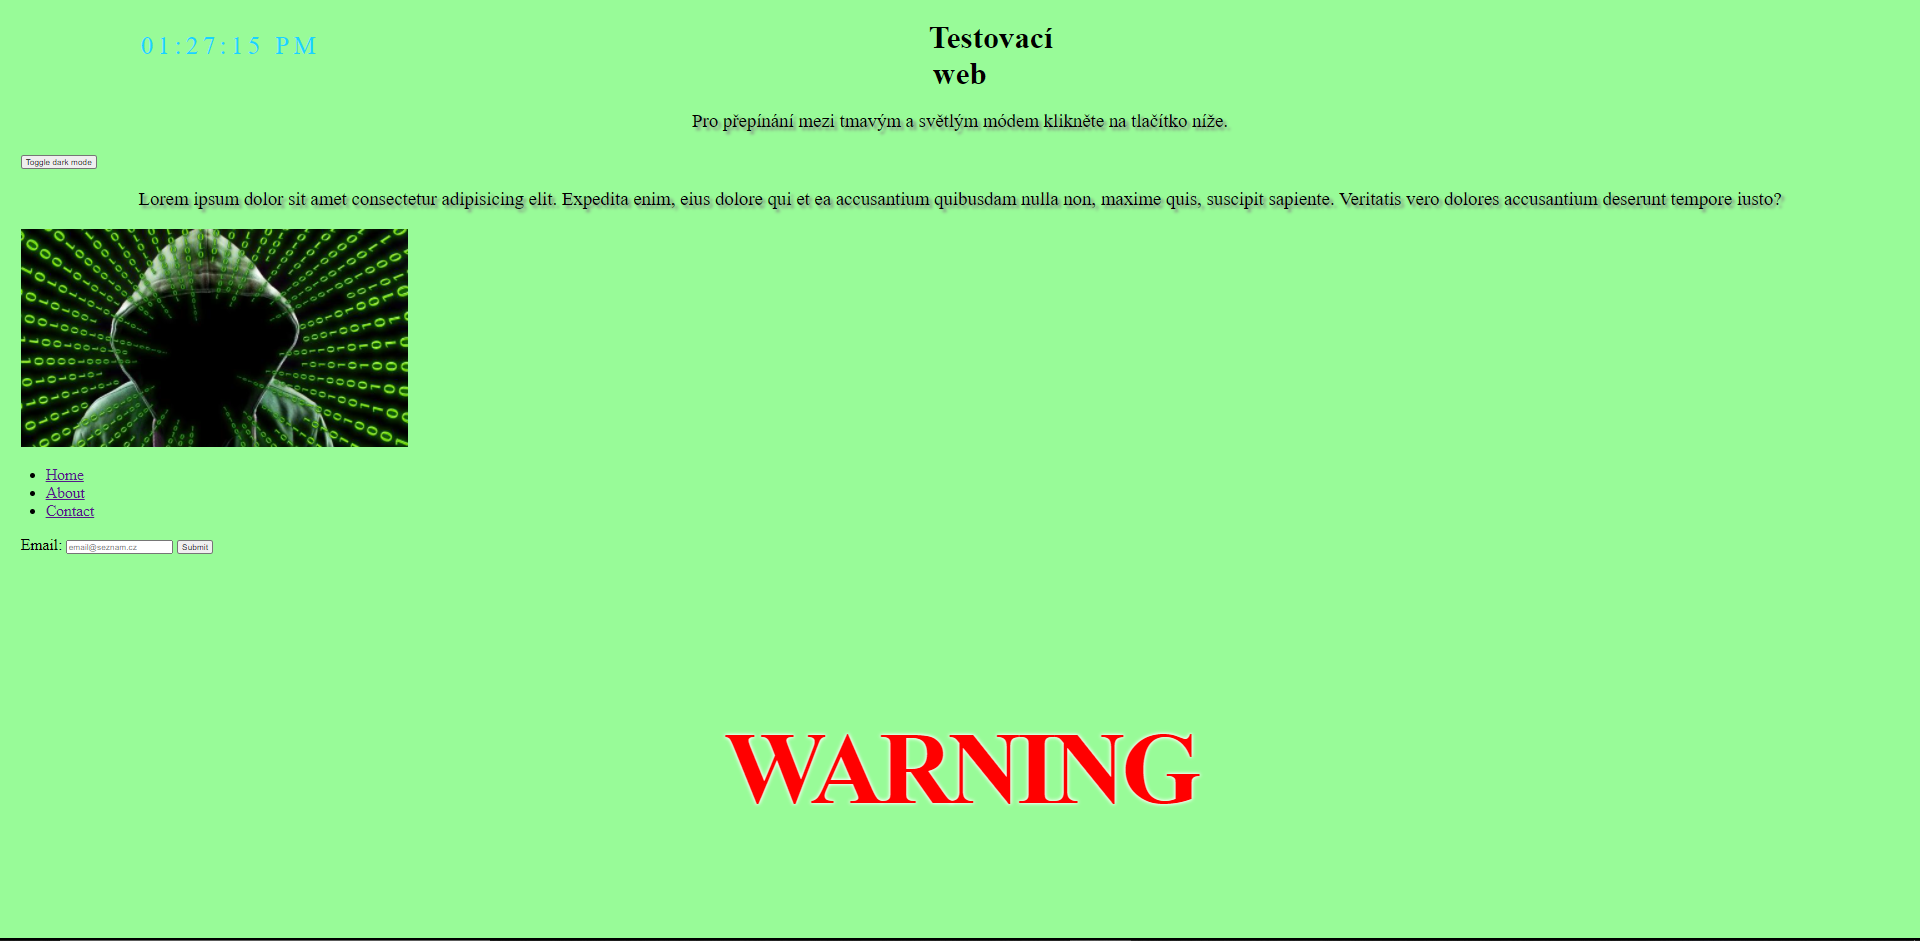 01:27:15 PM
Testovací
web
Pro přepínání mezi tmavým a světlým módem klikněte na tlačítko níže.
Toggle dark mode
Lorem ipsum dolor sit amet consectetur adipisicing elit. Expedita enim, eius dolore qui et ea accusantium quibusdam nulla non, maxime quis, suscipit sapiente. Veritatis vero dolores accusantium deserunt tempore iusto?
Home
About
Contact
Email: email@seznam.cz Submit
WARNING